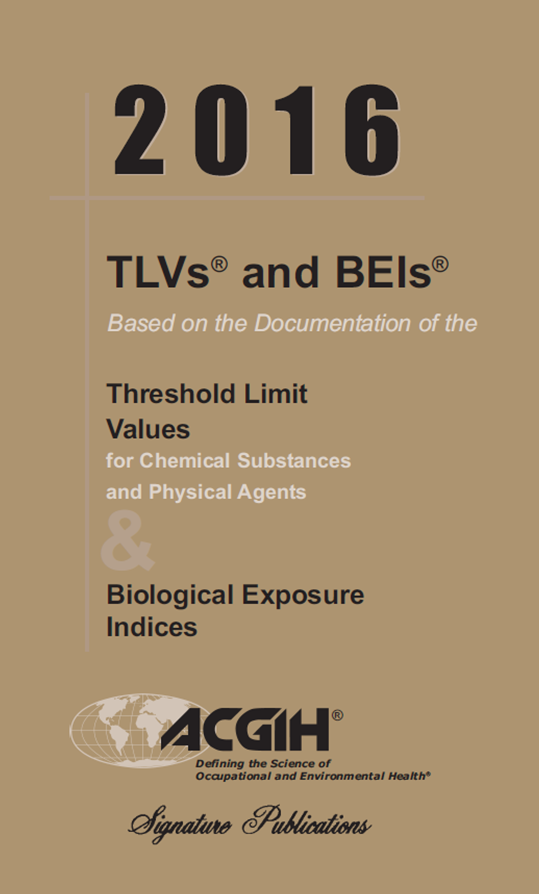 2016
TLVs® and BEIs®
Based on the Documentation of the
Threshold Limit
Values
for Chemical Substances
and Physical Agents
&
Biological Exposure
Indices
ACGIH®
Defining the Science of
Occupational and Environmental Health®
Signature Publications